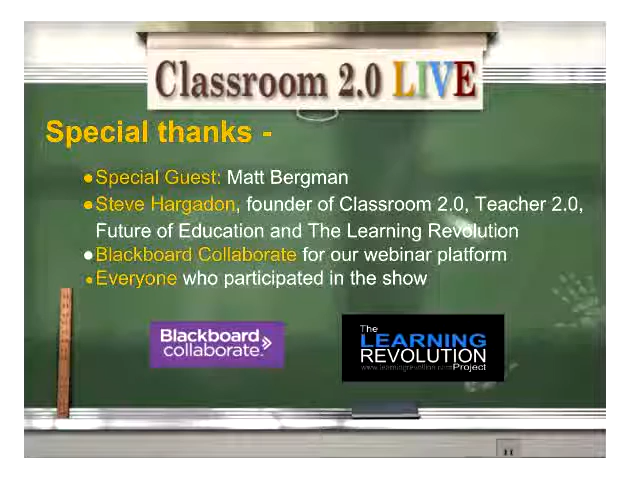 Classroom 2.0 LIVE
Special thanks -
●Special Guest: Matt Bergman
●Steve Hargadon, founder of Classroom 2.0, Teacher 2.0,
Future of Education and The Learning Revolution
●Blackboard Collaborate for our webinar platform
●Everyone who participated in the show
Blackboard
collaborate.
The
LEARNING
REVOLUTION
Project